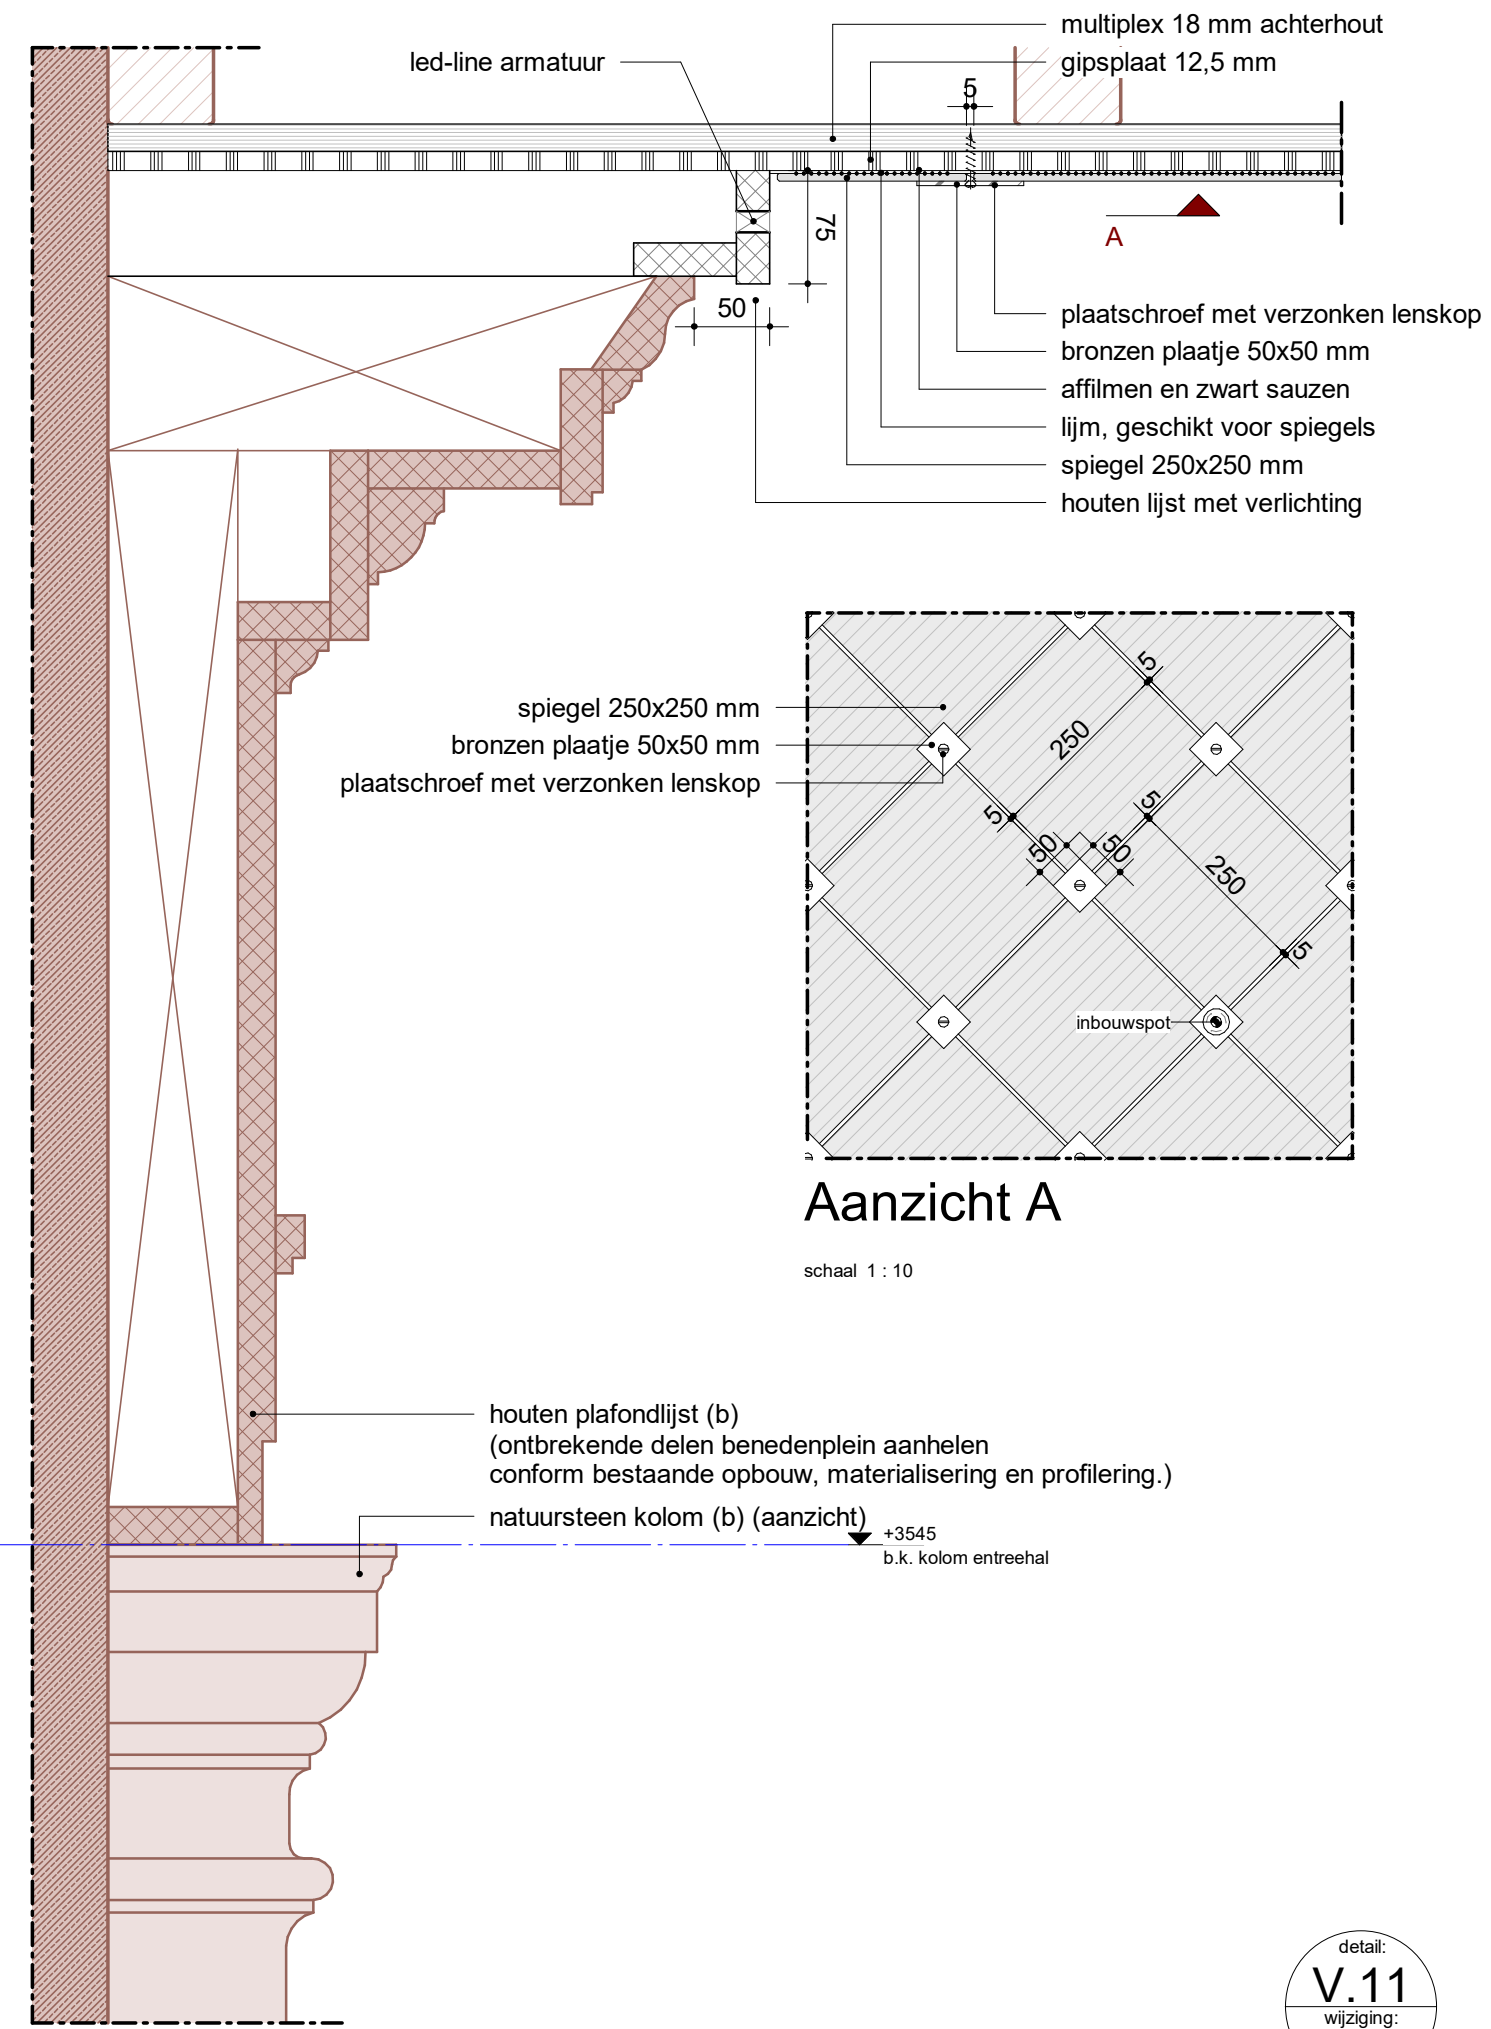 multiplex 18 mm achterhout
led-line armatuur
gipsplaat 12,5 mm
5
75
A
50
plaatschroef met verzonken lenskop
bronzen plaatje 50x50 mm
affilmen en zwart sauzen
lijm, geschikt voor spiegels
spiegel 250x250 mm
houten lijst met verlichting
spiegel 250x250 mm
bronzen plaatje 50x50 mm
plaatschroef met verzonken lenskop
5
250
5
5
50
50
250
5
inbouwspot
Aanzicht A
schaal 1 : 10
houten plafondlijst (b)
(ontbrekende delen benedenplein aanhelen
conform bestaande opbouw, materialisering en profilering.)
natuursteen kolom (b) (aanzicht)
+3545
b.k. kolom entreehal
detail:
V.11
wijziging: